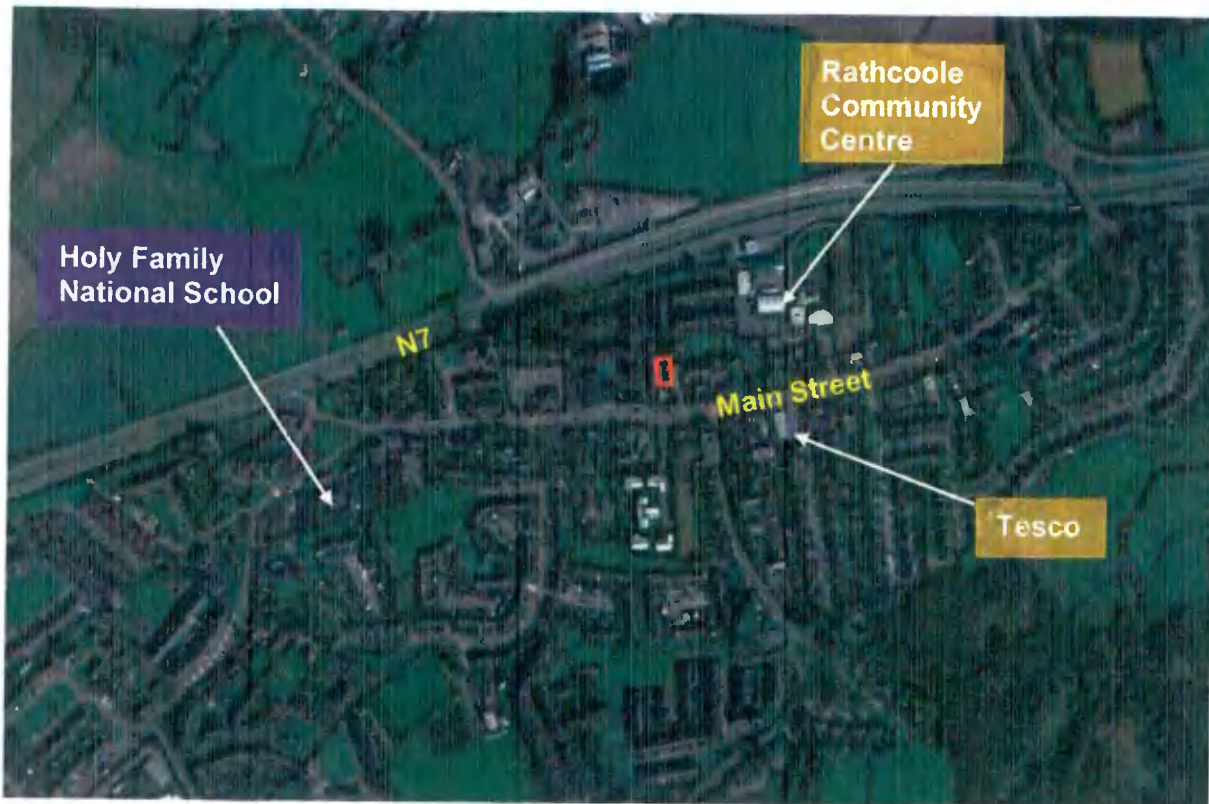 Rathcoole
Community
Centre
Holy Family
National School
N7
Main Street
Tesco